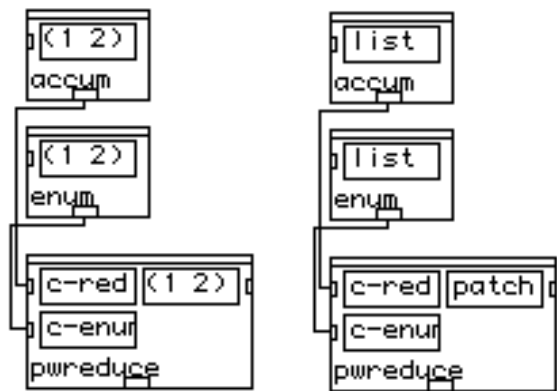 (1 2)
accum
(1 2)
enum
c-red (1 2)
c-enur
pwreduce
list
accum
list
enum
c-red patch
c-enur
pwreduce